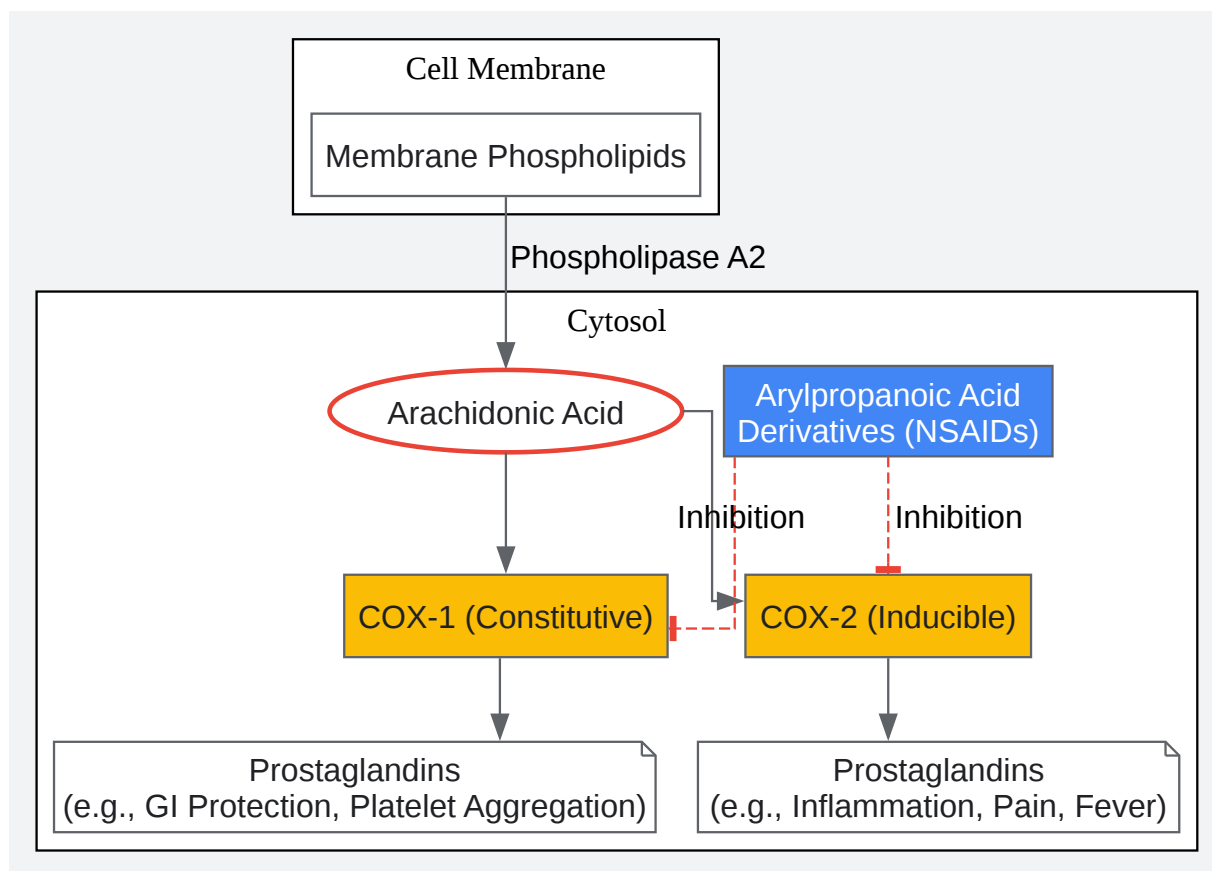 Cell Membrane
Membrane Phospholipids
Phospholipase A2
Cytosol
Arachidonic Acid
Arylpropanoic Acid
Derivatives (NSAIDs)
Inhibition
Inhibition
COX-1 (Constitutive)
COX-2 (Inducible)
Prostaglandins
(e.g., GI Protection, Platelet Aggregation)
Prostaglandins
(e.g., Inflammation, Pain, Fever)